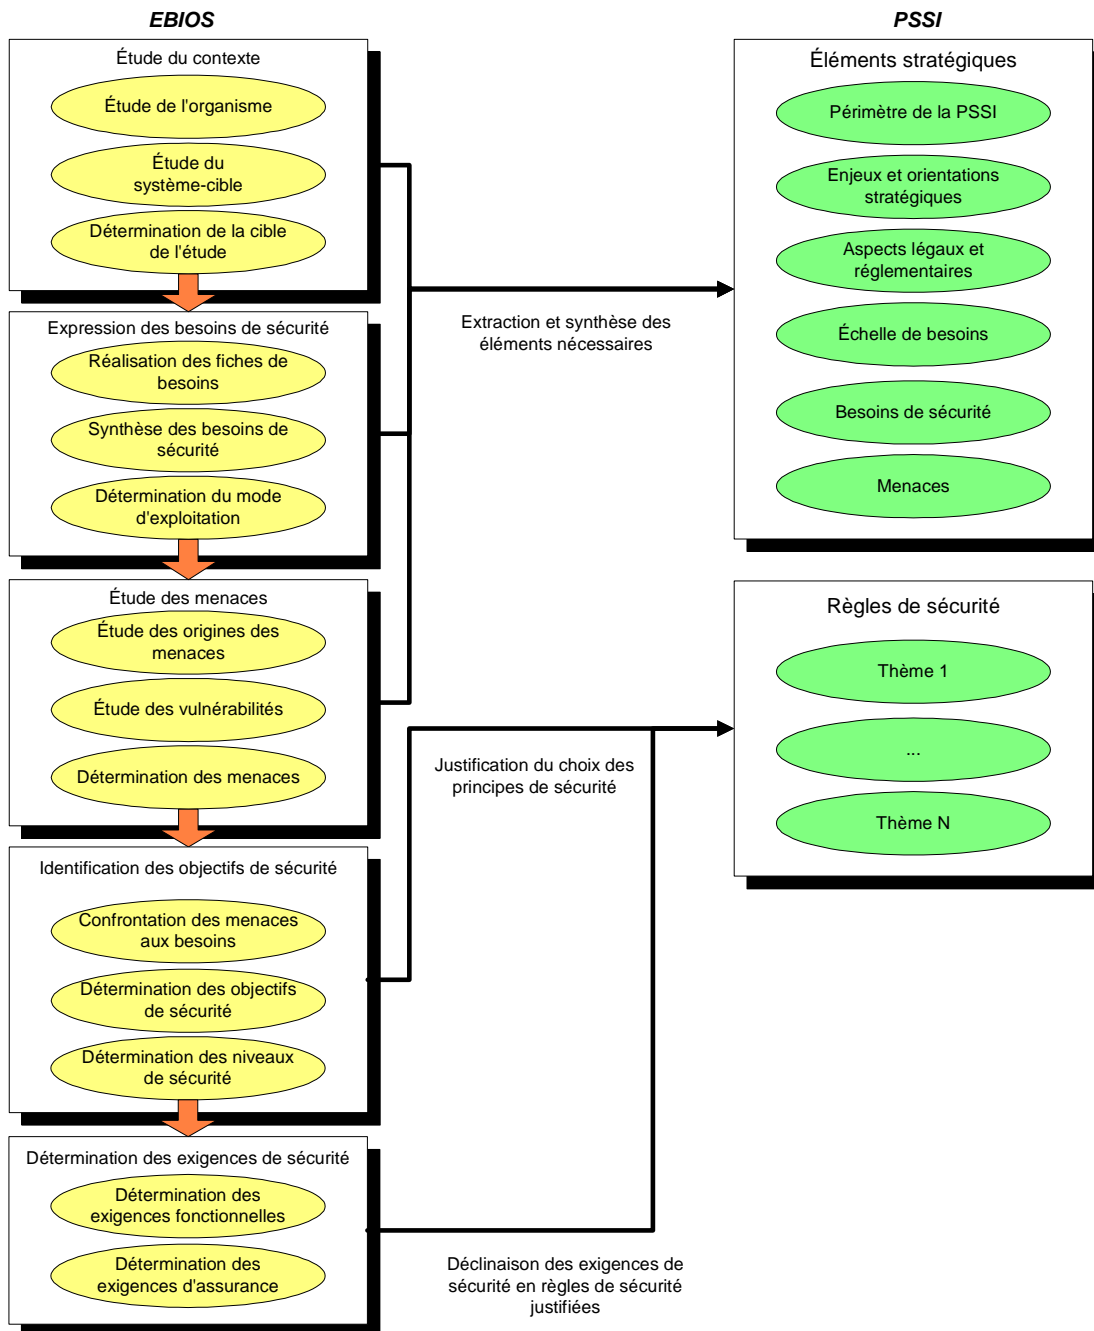 EBIOS
Étude du contexte
Étude de l'organisme
Étude du
système-cible
Détermination de la cible
de l'étude
Expression des besoins de sécurité
Réalisation des fiches de
besoins
Synthèse des besoins de
sécurité
Détermination du mode
d'exploitation
Étude des menaces
Étude des origines des
menaces
Étude des vulnérabilités
Détermination des menaces
Identification des objectifs de sécurité
Confrontation des menaces
aux besoins
Détermination des objectifs
de sécurité
Détermination des niveaux
de sécurité
Détermination des exigences de sécurité
Détermination des
exigences fonctionnelles
Détermination des
exigences d'assurance
Extraction et synthèse des
éléments nécessaires
Justification du choix des
principes de sécurité
Déclinaison des exigences de
sécurité en règles de sécurité
justifiées
PSSI
Éléments stratégiques
Périmètre de la PSSI
Enjeux et orientations
stratégiques
Aspects légaux et
réglementaires
Échelle de besoins
Besoins de sécurité
Menaces
Règles de sécurité
Thème 1
...
Thème N